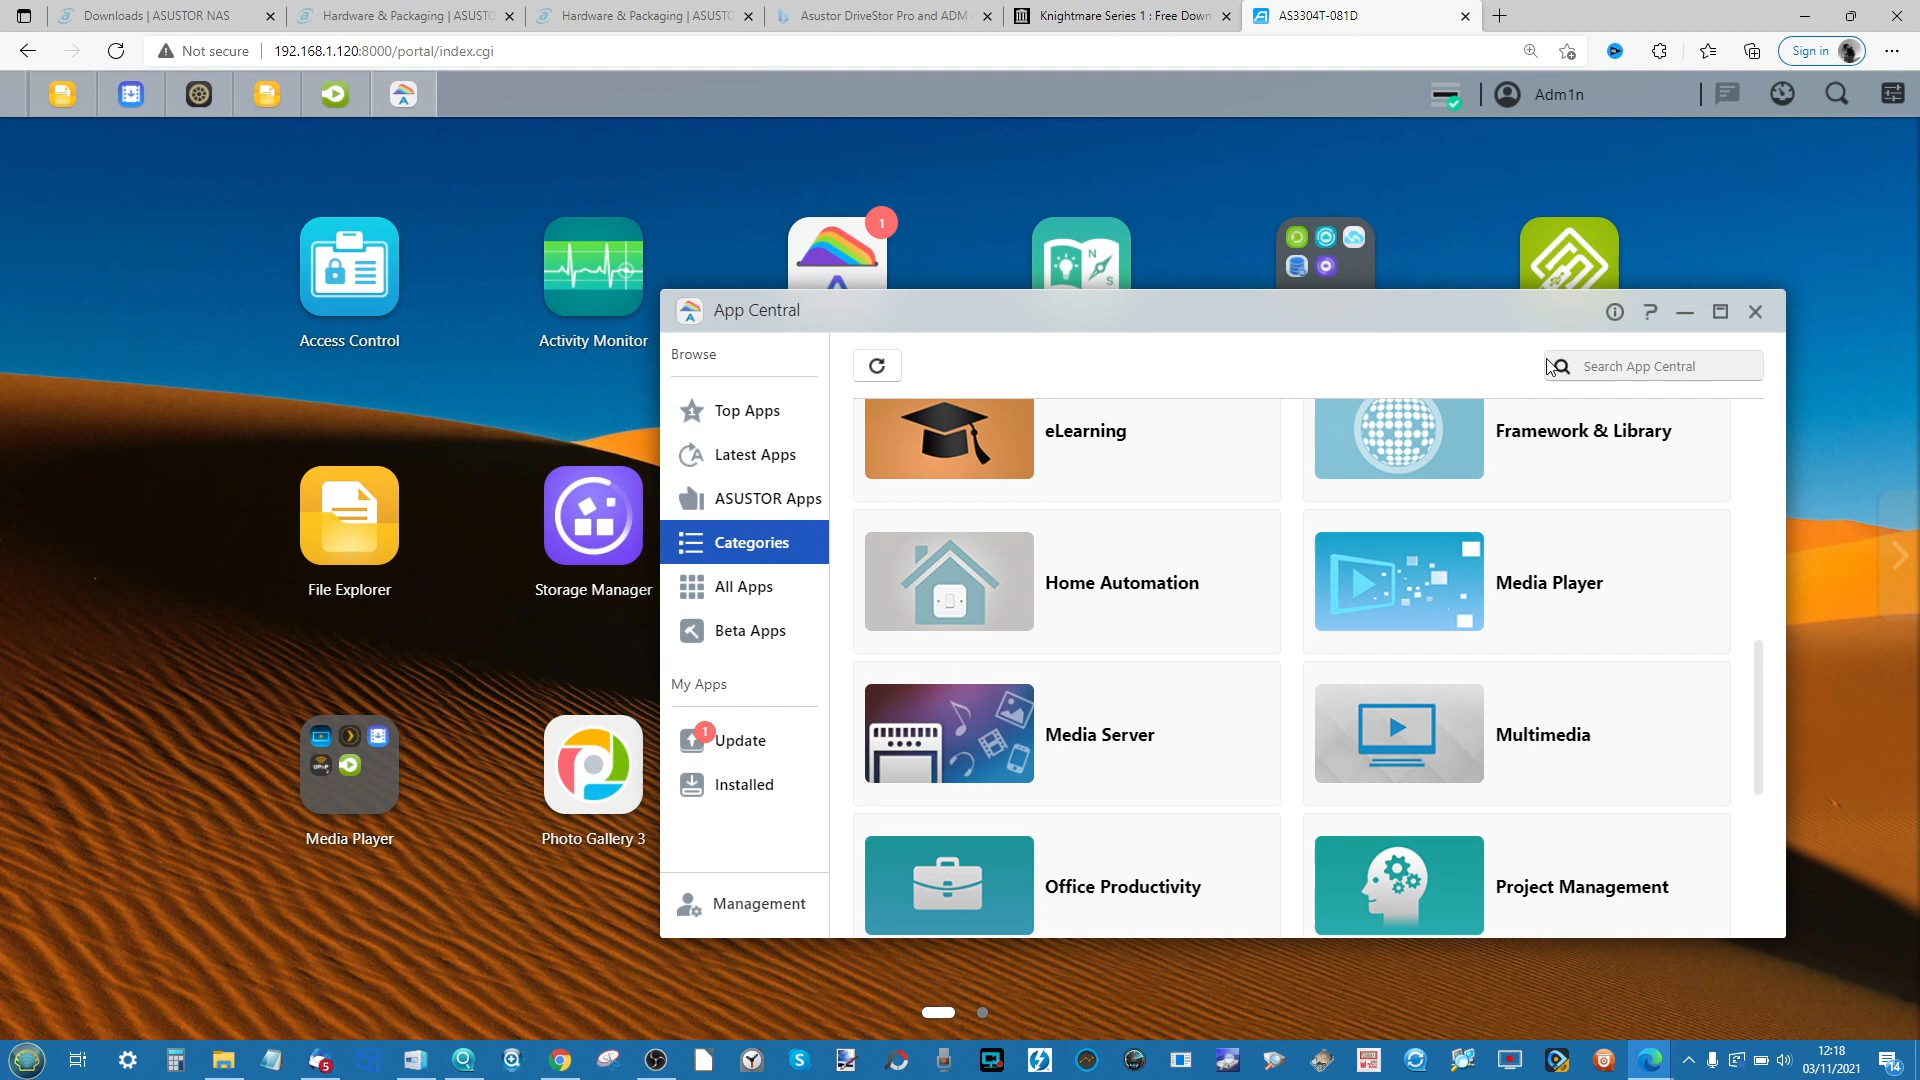 Downloads | ASUSTOR NAS
Hardware & Packaging | ASUSTO
Hardware & Packaging | ASUSTO
Asustor DriveStor Pro and ADM
Knightmare Series 1 : Free Down
AS3304T-081D
Not secure
192.168.1.120:8000/portal/index.cgi
Sign in
Adm1n
1
Access Control
Activity Monitor
File Explorer
Storage Manager
Media Player
Photo Gallery 3
App Central
Browse
Search App Central
Top Apps
Latest Apps
ASUSTOR Apps
Categories
All Apps
Beta Apps
My Apps
1
Update
Installed
Management
eLearning
Framework & Library
Home Automation
Media Player
Media Server
Multimedia
Office Productivity
Project Management
5
12:18
03/11/2021
14